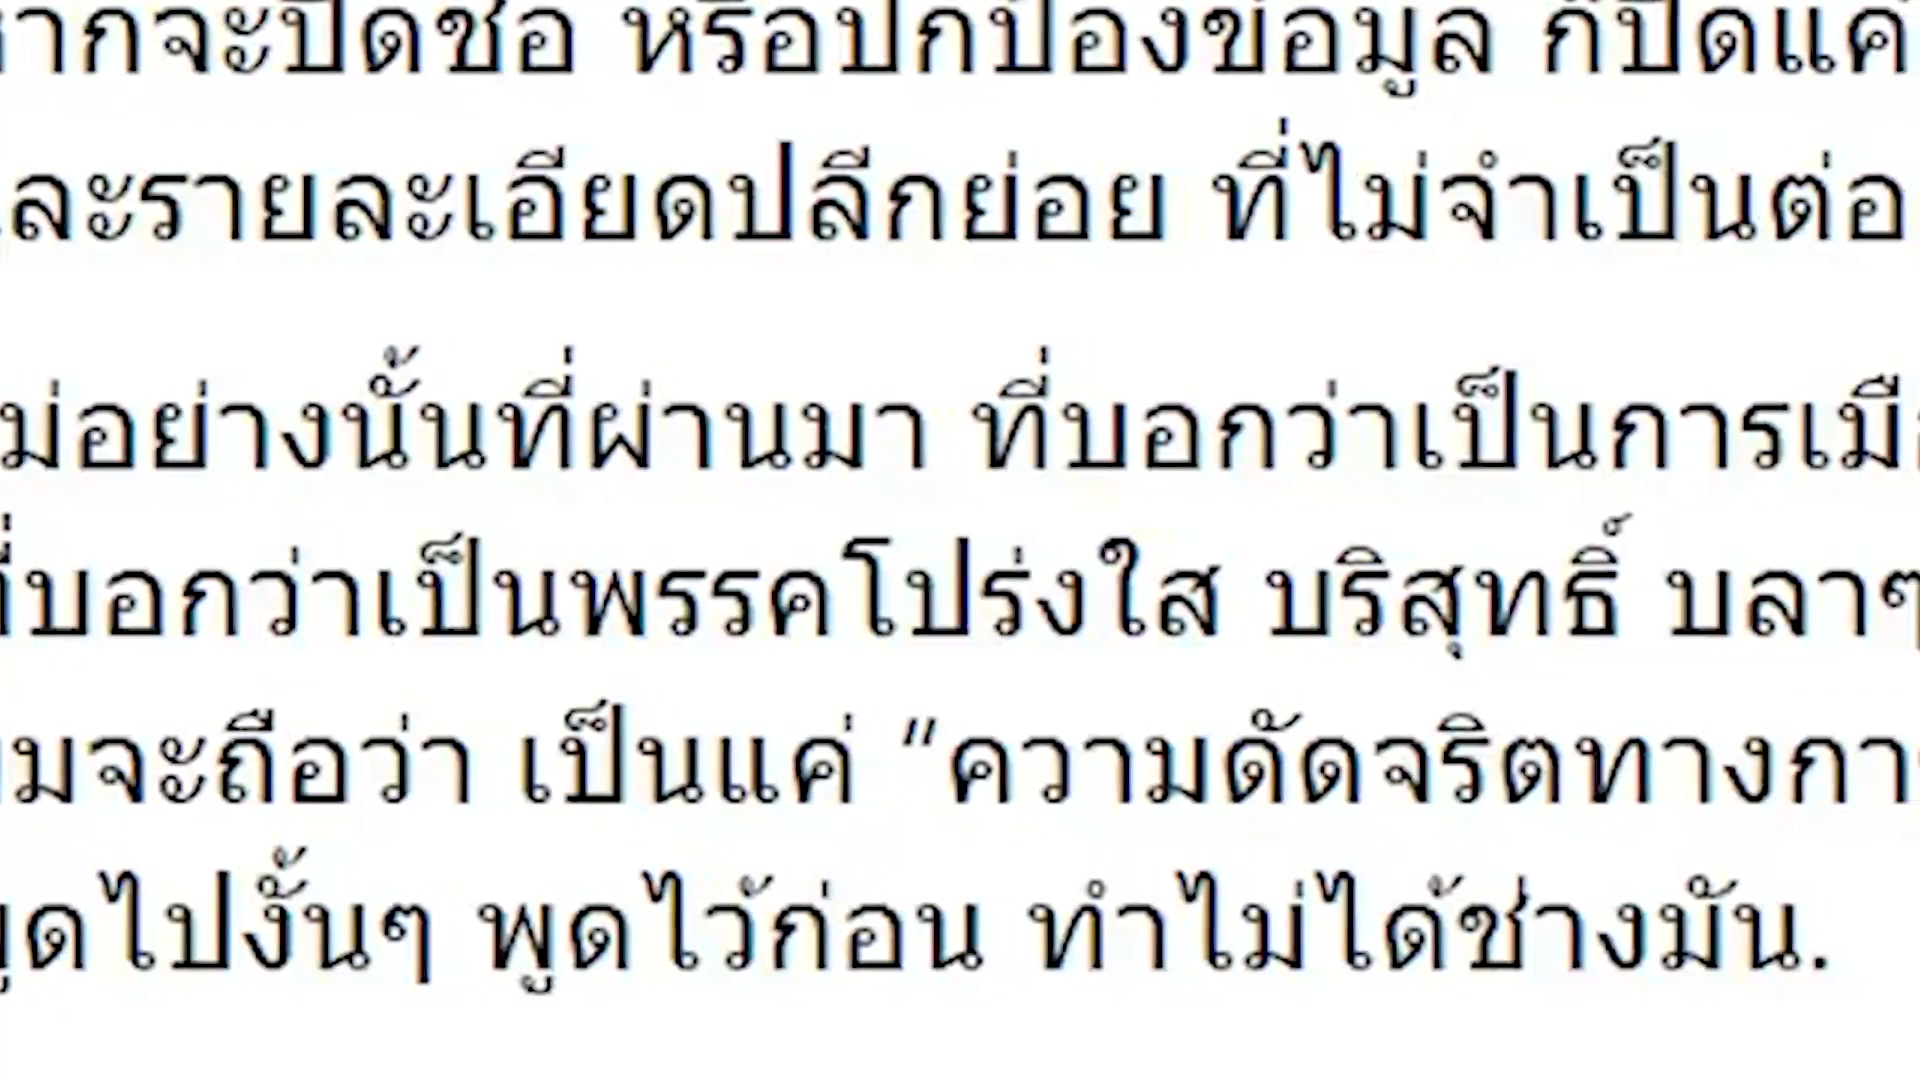 ากจะปิดชื่อ หรือปกป้องข้อมูล ก็ปิดแค่
ละรายละเอียดปลีกย่อย ที่ไม่จำเป็นต่อ
ม่อย่างนั้นที่ผ่านมา ที่บอกว่าเป็นการเมือ
ที่บอกว่าเป็นพรรคโปร่งใส บริสุทธิ์ บลาๆ
มจะถือว่า เป็นแค่ "ความดัดจริตทางกา
พูดไปงั้นๆ พูดไว้ก่อน ทำไม่ได้ช่างมัน.